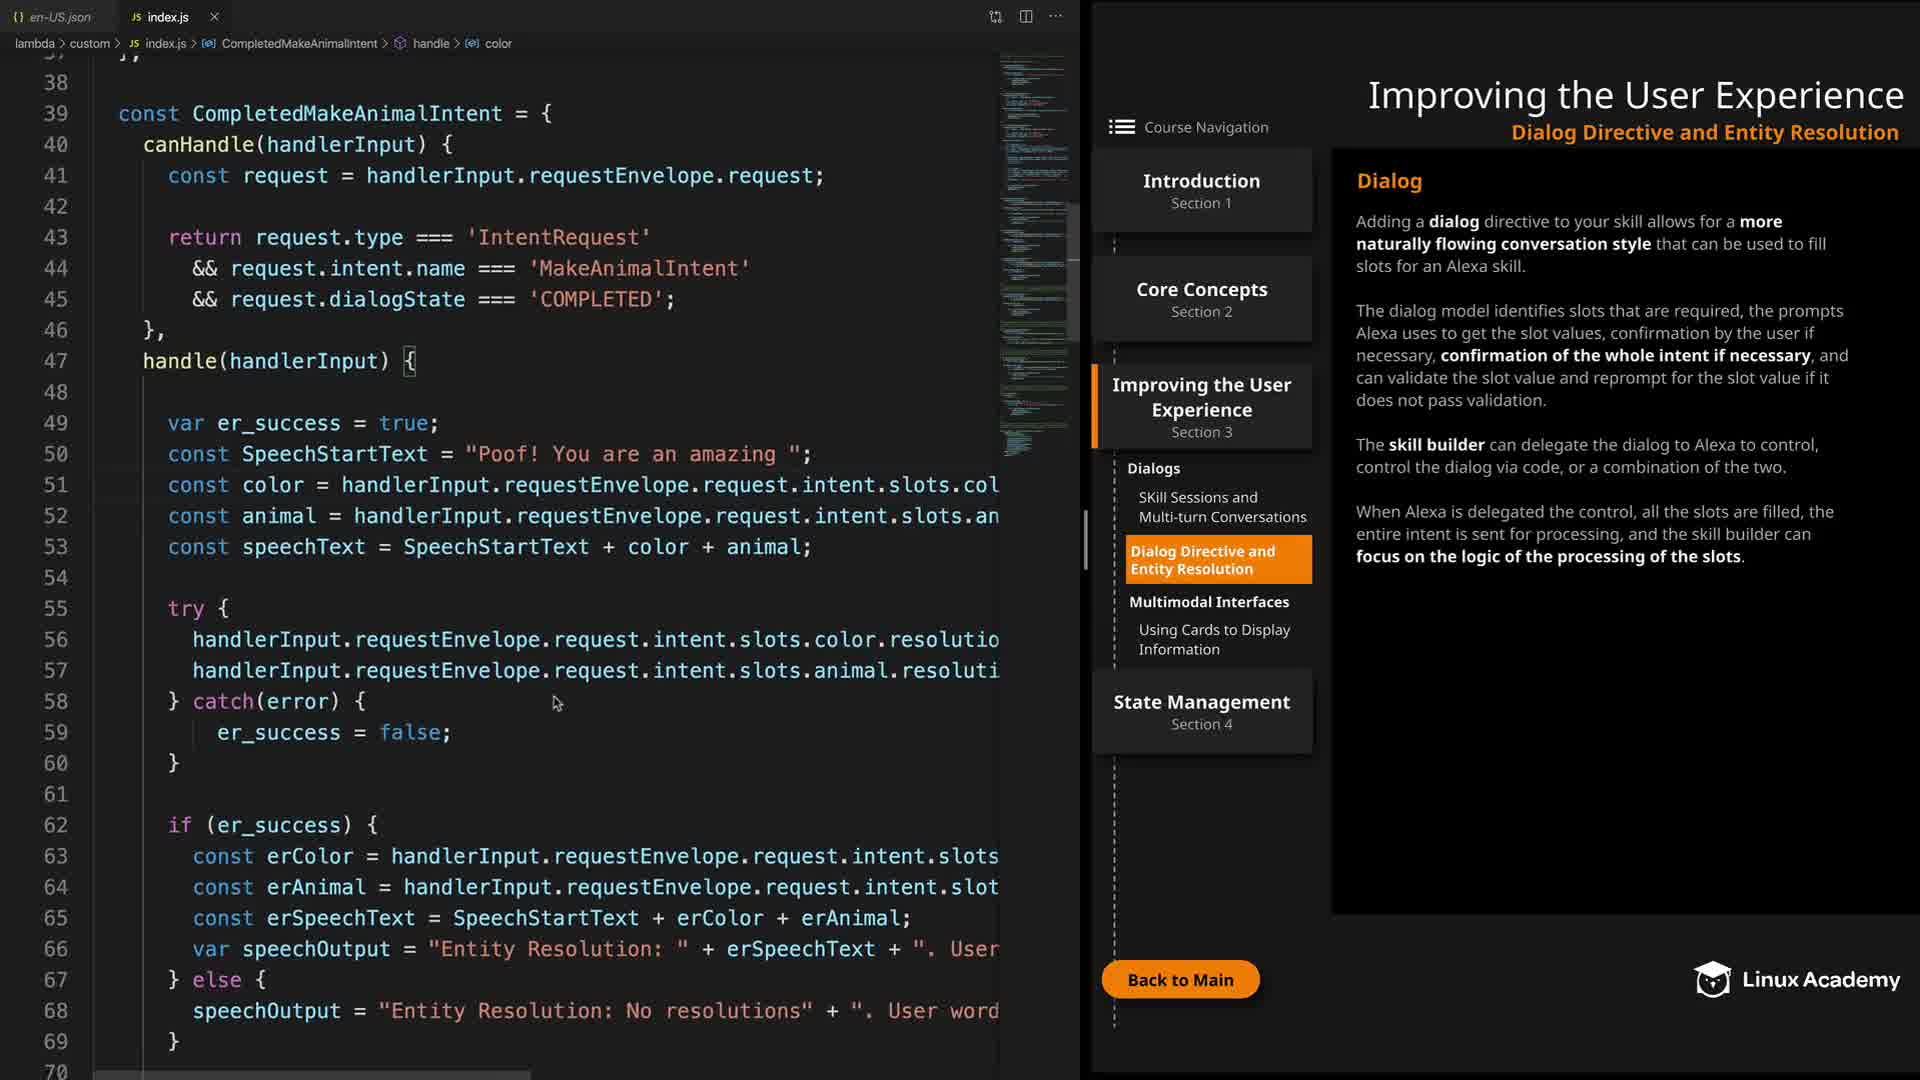 en-US.json
JS index.js
lambda > custom > JS index.js > CompletedMakeAnimalIntent > handle > color
37 };
38
39 const CompletedMakeAnimalIntent = {
40 canHandle(handlerInput) {
41 const request = handlerInput.requestEnvelope.request;
42
43 return request.type === 'IntentRequest'
44 && request.intent.name === 'MakeAnimalIntent'
45 && request.dialogState === 'COMPLETED';
46 },
47 handle(handlerInput) {
48
49 var er_success = true;
50 const SpeechStartText = "Poof! You are an amazing ";
51 const color = handlerInput.requestEnvelope.request.intent.slots.col
52 const animal = handlerInput.requestEnvelope.request.intent.slots.an
53 const speechText = SpeechStartText + color + animal;
54
55 try {
56 handlerInput.requestEnvelope.request.intent.slots.color.resolutio
57 handlerInput.requestEnvelope.request.intent.slots.animal.resoluti
58 } catch(error) {
59 er_success = false;
60 }
61
62 if (er_success) {
63 const erColor = handlerInput.requestEnvelope.request.intent.slots
64 const erAnimal = handlerInput.requestEnvelope.request.intent.slot
65 const erSpeechText = SpeechStartText + erColor + erAnimal;
66 var speechOutput = "Entity Resolution: " + erSpeechText + ". User
67 } else {
68 speechOutput = "Entity Resolution: No resolutions" + ". User word
69 }
70
Improving the User Experience
Dialog Directive and Entity Resolution
Course Navigation
Introduction
Section 1
Core Concepts
Section 2
Improving the User
Experience
Section 3
Dialogs
SKill Sessions and
Multi-turn Conversations
Dialog Directive and
Entity Resolution
Multimodal Interfaces
Using Cards to Display
Information
State Management
Section 4
Back to Main
Dialog
Adding a dialog directive to your skill allows for a more
naturally flowing conversation style that can be used to fill
slots for an Alexa skill.
The dialog model identifies slots that are required, the prompts
Alexa uses to get the slot values, confirmation by the user if
necessary, confirmation of the whole intent if necessary, and
can validate the slot value and reprompt for the slot value if it
does not pass validation.
The skill builder can delegate the dialog to Alexa to control,
control the dialog via code, or a combination of the two.
When Alexa is delegated the control, all the slots are filled, the
entire intent is sent for processing, and the skill builder can
focus on the logic of the processing of the slots.
Linux Academy